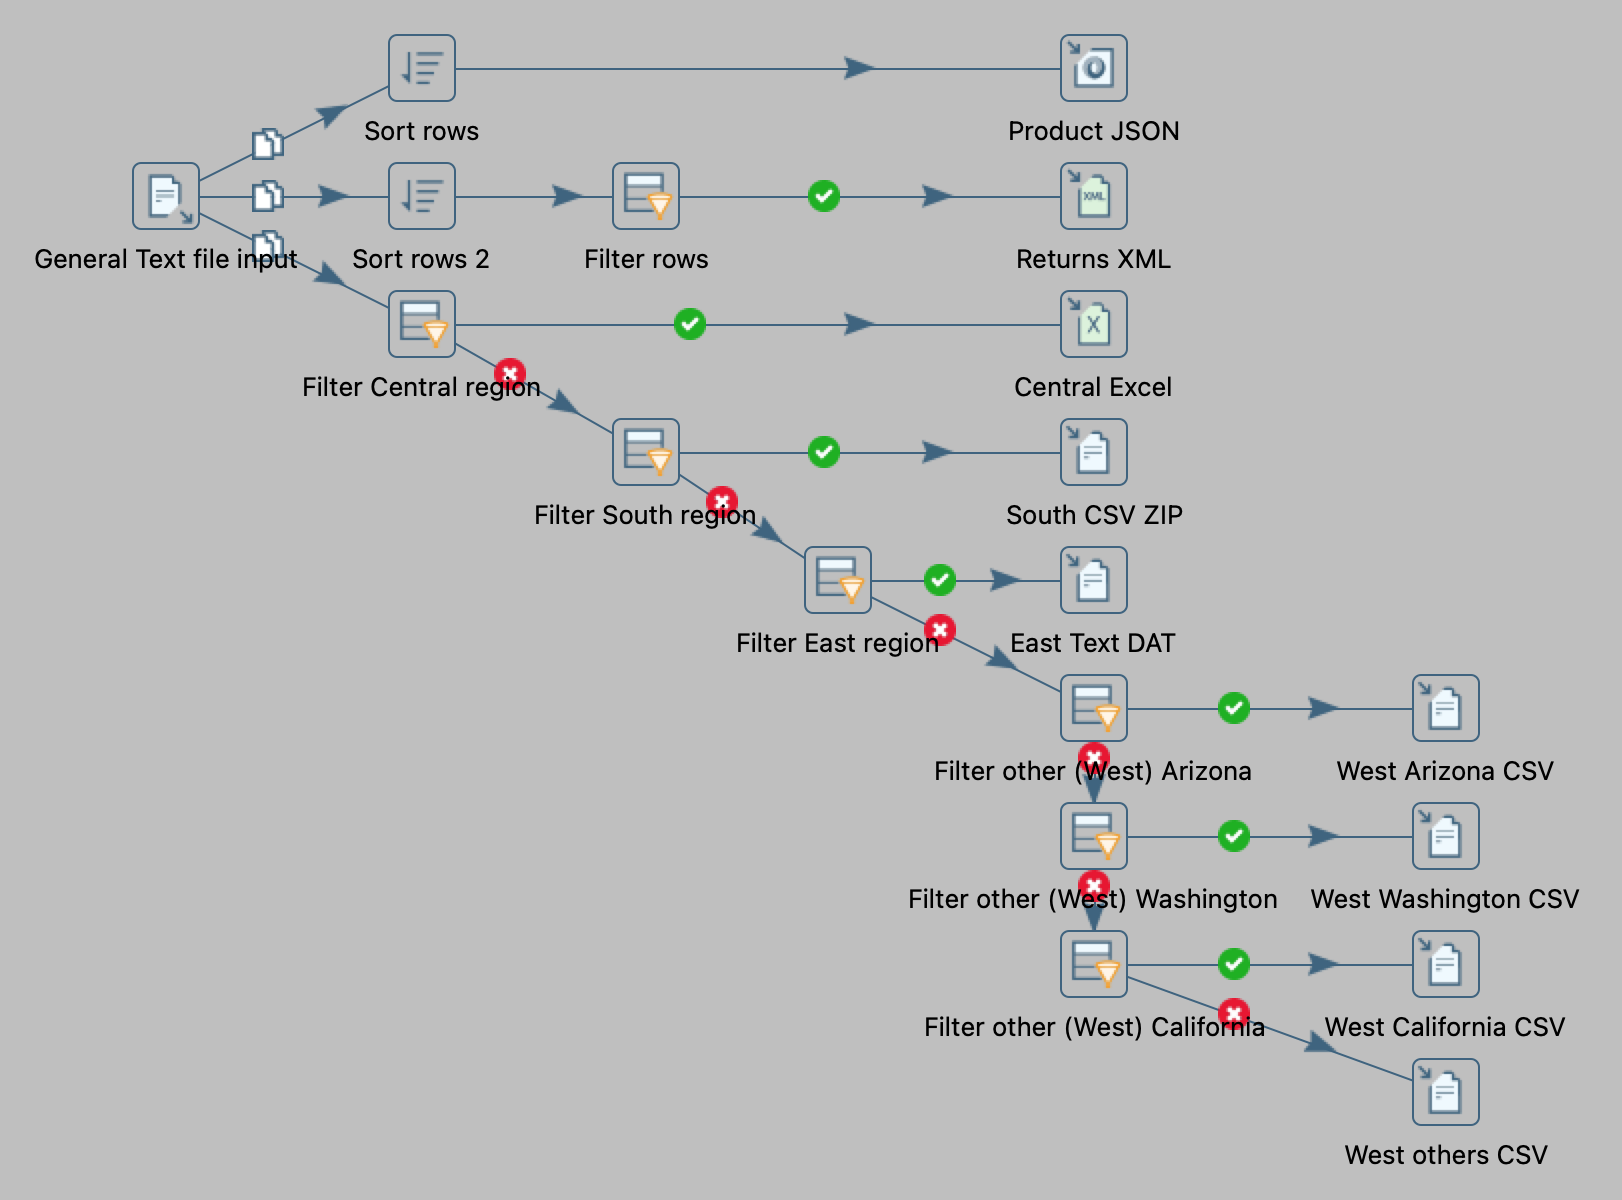 Sort rows
Product JSON
General Text file input
Sort rows 2
Filter rows
XML
Returns XML
X
Filter Central region
Central Excel
Filter South region
South CSV ZIP
Filter East region
East Text DAT
Filter other (West) Arizona
West Arizona CSV
Filter other (West) Washington
West Washington CSV
Filter other (West) California
West California CSV
West others CSV